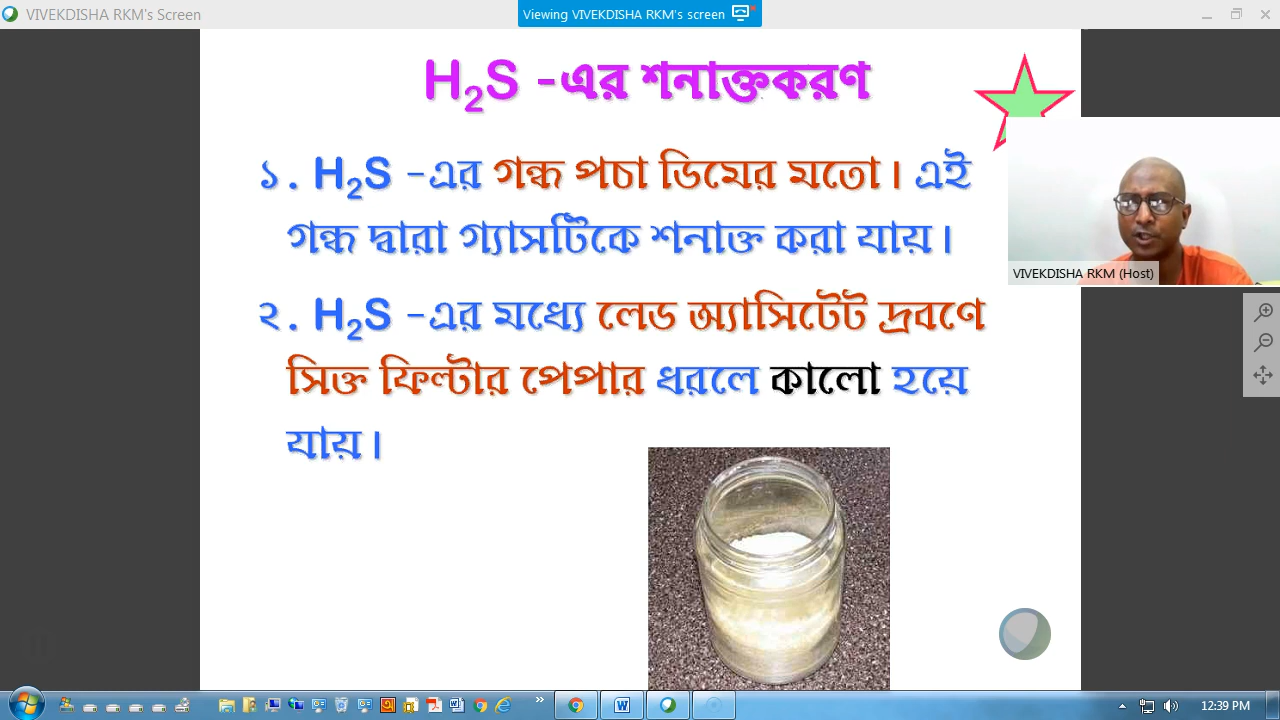 VIVEKDISHA RKM's Screen
Viewing VIVEKDISHA RKM's screen
H₂S -এর শনাক্তকরণ
১. H₂S -এর গন্ধ পচা ডিমের মতো। এই
গন্ধ দ্বারা গ্যাসটিকে শনাক্ত করা যায়।
VIVEKDISHA RKM (Host)
২. H₂S -এর মধ্যে লেড অ্যাসিটেট দ্রবণে
সিক্ত ফিল্টার পেপার ধরলে কালো হয়ে
যায়।
12:39 PM